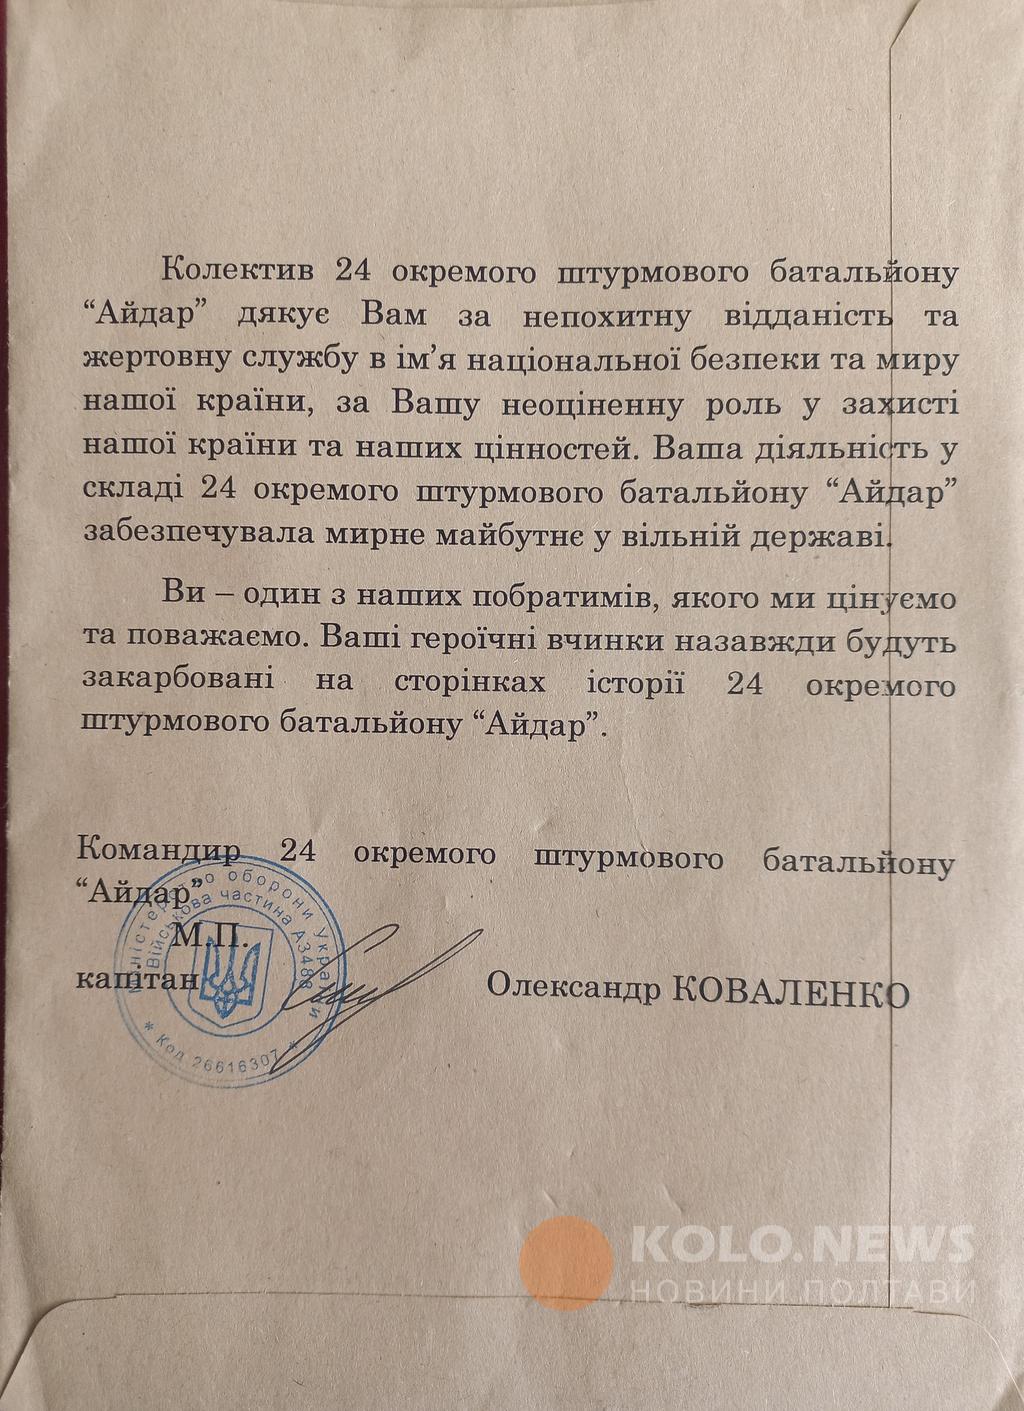 Колектив 24 окремого штурмового батальйону
“Айдар” дякує Вам за непохитну відданість та
жертовну службу в ім’я національної безпеки та миру
нашої країни, за Вашу неоціненну роль у захисті
нашої країни та наших цінностей. Ваша діяльність у
складі 24 окремого штурмового батальйону “Айдар”
забезпечувала мирне майбутнє у вільній державі.
Ви – один з наших побратимів, якого ми цінуємо
та поважаємо. Ваші героїчні вчинки назавжди будуть
закарбовані на сторінках історії 24 окремого
штурмового батальйону “Айдар”.
Командир 24 окремого штурмового батальйону
“Айдар”
М.П.
капітан Олександр КОВАЛЕНКО
Міністерство оборони України
Військова частина А3488
* Код 26616307 *
KOLO.NEWS
НОВИНИ ПОЛТАВИ